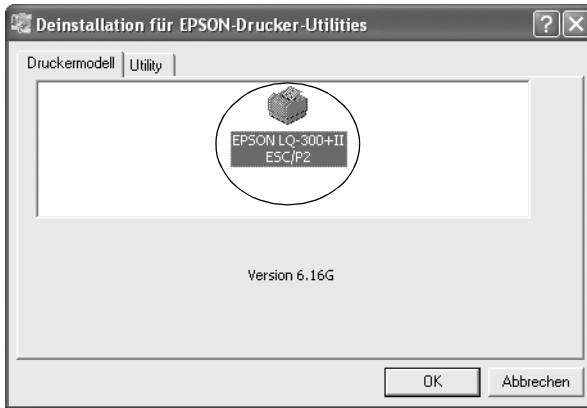 Deinstallation für EPSON-Drucker-Utilities
Druckermodell Utility
EPSON LQ-300+II
ESC/P2
Version 6.16G
OK Abbrechen